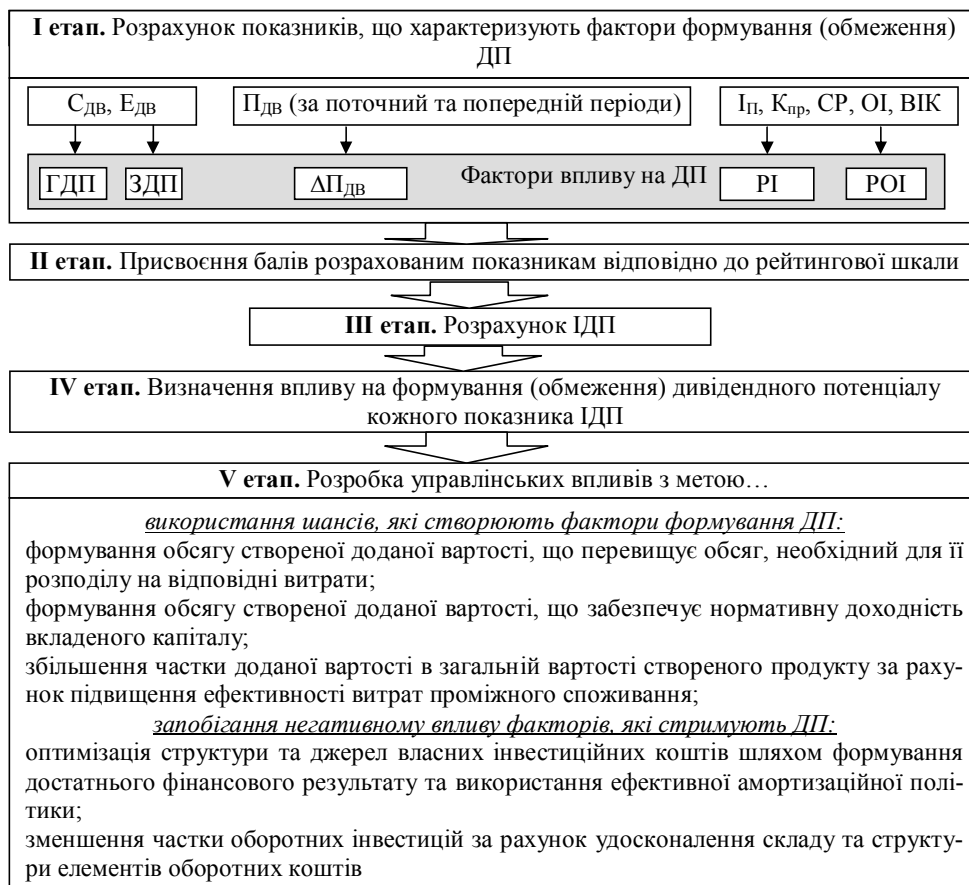 I етап. Розрахунок показників, що характеризують фактори формування (обмеження)
ДП
СДВ, ЕДВ
ПДВ (за поточний та попередній періоди)
ІП, Кпр, СР, ОІ, ВІК
Фактори впливу на ДП
ГДП
ЗДП
ΔПДВ
РІ
РОІ
II етап. Присвоєння балів розрахованим показникам відповідно до рейтингової шкали
III етап. Розрахунок ІДП
IV етап. Визначення впливу на формування (обмеження) дивідендного потенціалу
кожного показника ІДП
V етап. Розробка управлінських впливів з метою…
використання шансів, які створюють фактори формування ДП:
формування обсягу створеної доданої вартості, що перевищує обсяг, необхідний для її
розподілу на відповідні витрати;
формування обсягу створеної доданої вартості, що забезпечує нормативну доходність
вкладеного капіталу;
збільшення частки доданої вартості в загальній вартості створеного продукту за раху-
нок підвищення ефективності витрат проміжного споживання;
запобігання негативному впливу факторів, які стримують ДП:
оптимізація структури та джерел власних інвестиційних коштів шляхом формування
достатнього фінансового результату та використання ефективної амортизаційної полі-
тики;
зменшення частки оборотних інвестицій за рахунок удосконалення складу та структу-
ри елементів оборотних коштів